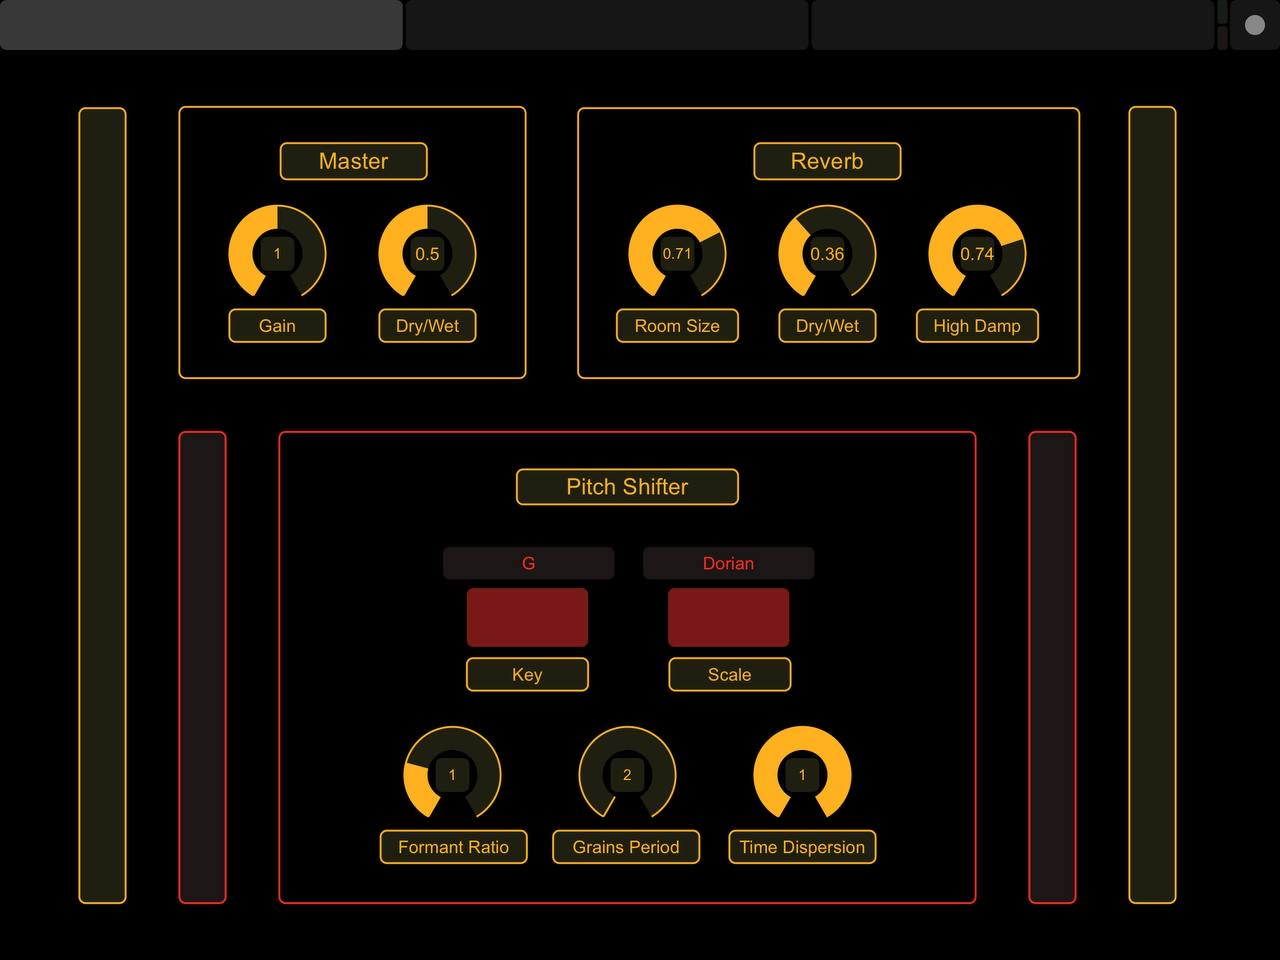 Master
1
0.5
Gain
Dry/Wet
Reverb
0.71
0.36
0.74
Room Size
Dry/Wet
High Damp
Pitch Shifter
G
Dorian
Key
Scale
1
2
1
Formant Ratio
Grains Period
Time Dispersion